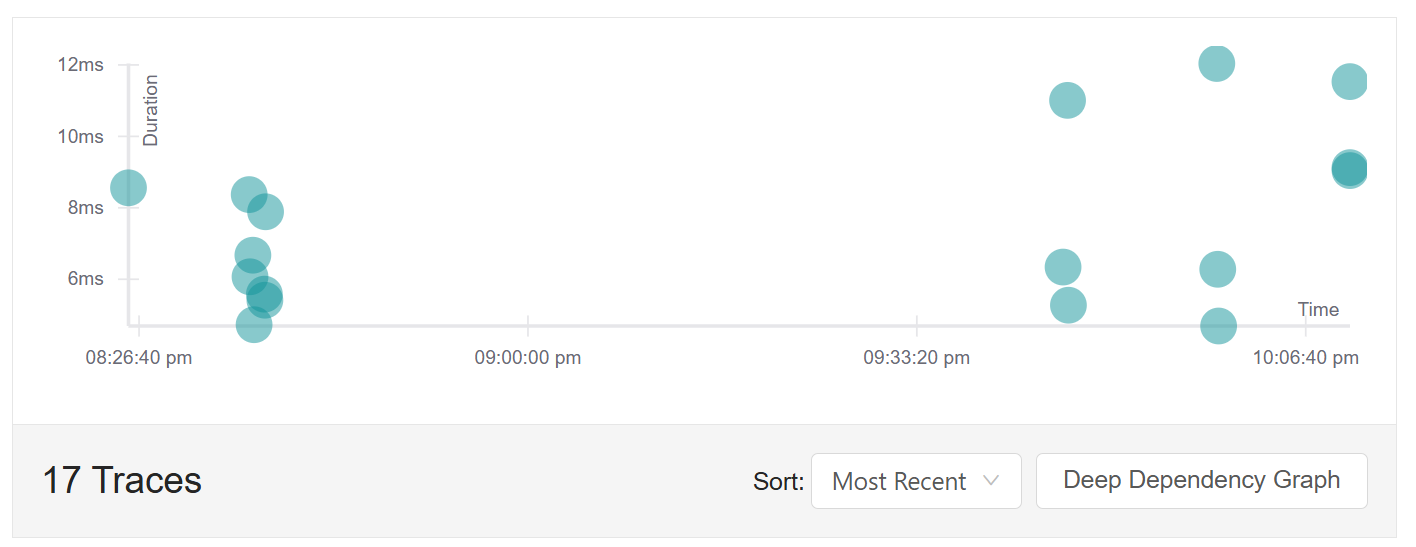 12ms
Duration
10ms
8ms
6ms
Time
08:26:40 pm
09:00:00 pm
09:33:20 pm
10:06:40 pm
17 Traces
Sort:
Most Recent
Deep Dependency Graph